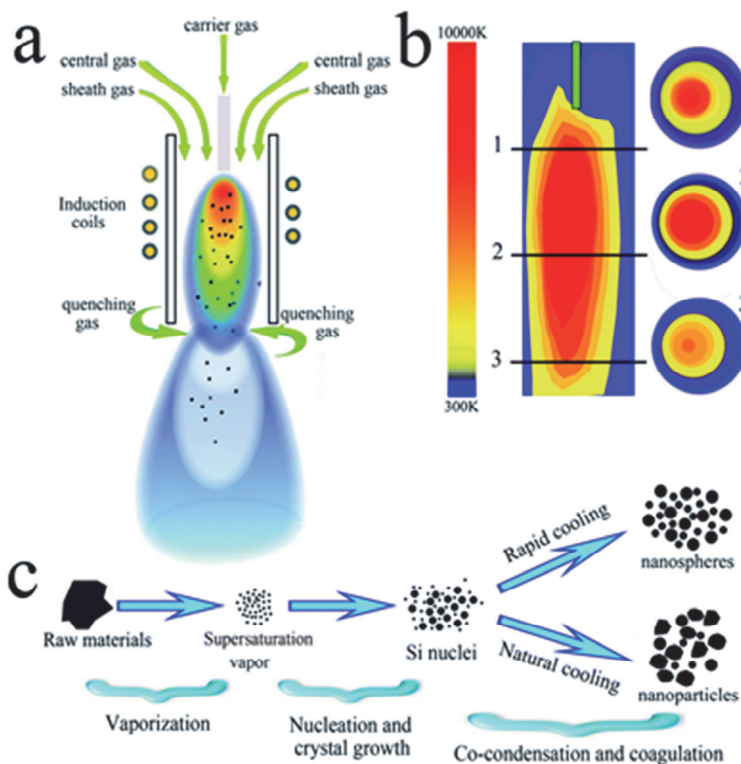 a
carrier gas
central gas
sheath gas
central gas
sheath gas
Induction
coils
quenching
gas
quenching
gas
b
10000K
300K
1
2
3
c
Raw materials
Supersaturation
vapor
Si nuclei
Rapid cooling
Natural cooling
nanospheres
nanoparticles
Vaporization
Nucleation and
crystal growth
Co-condensation and coagulation